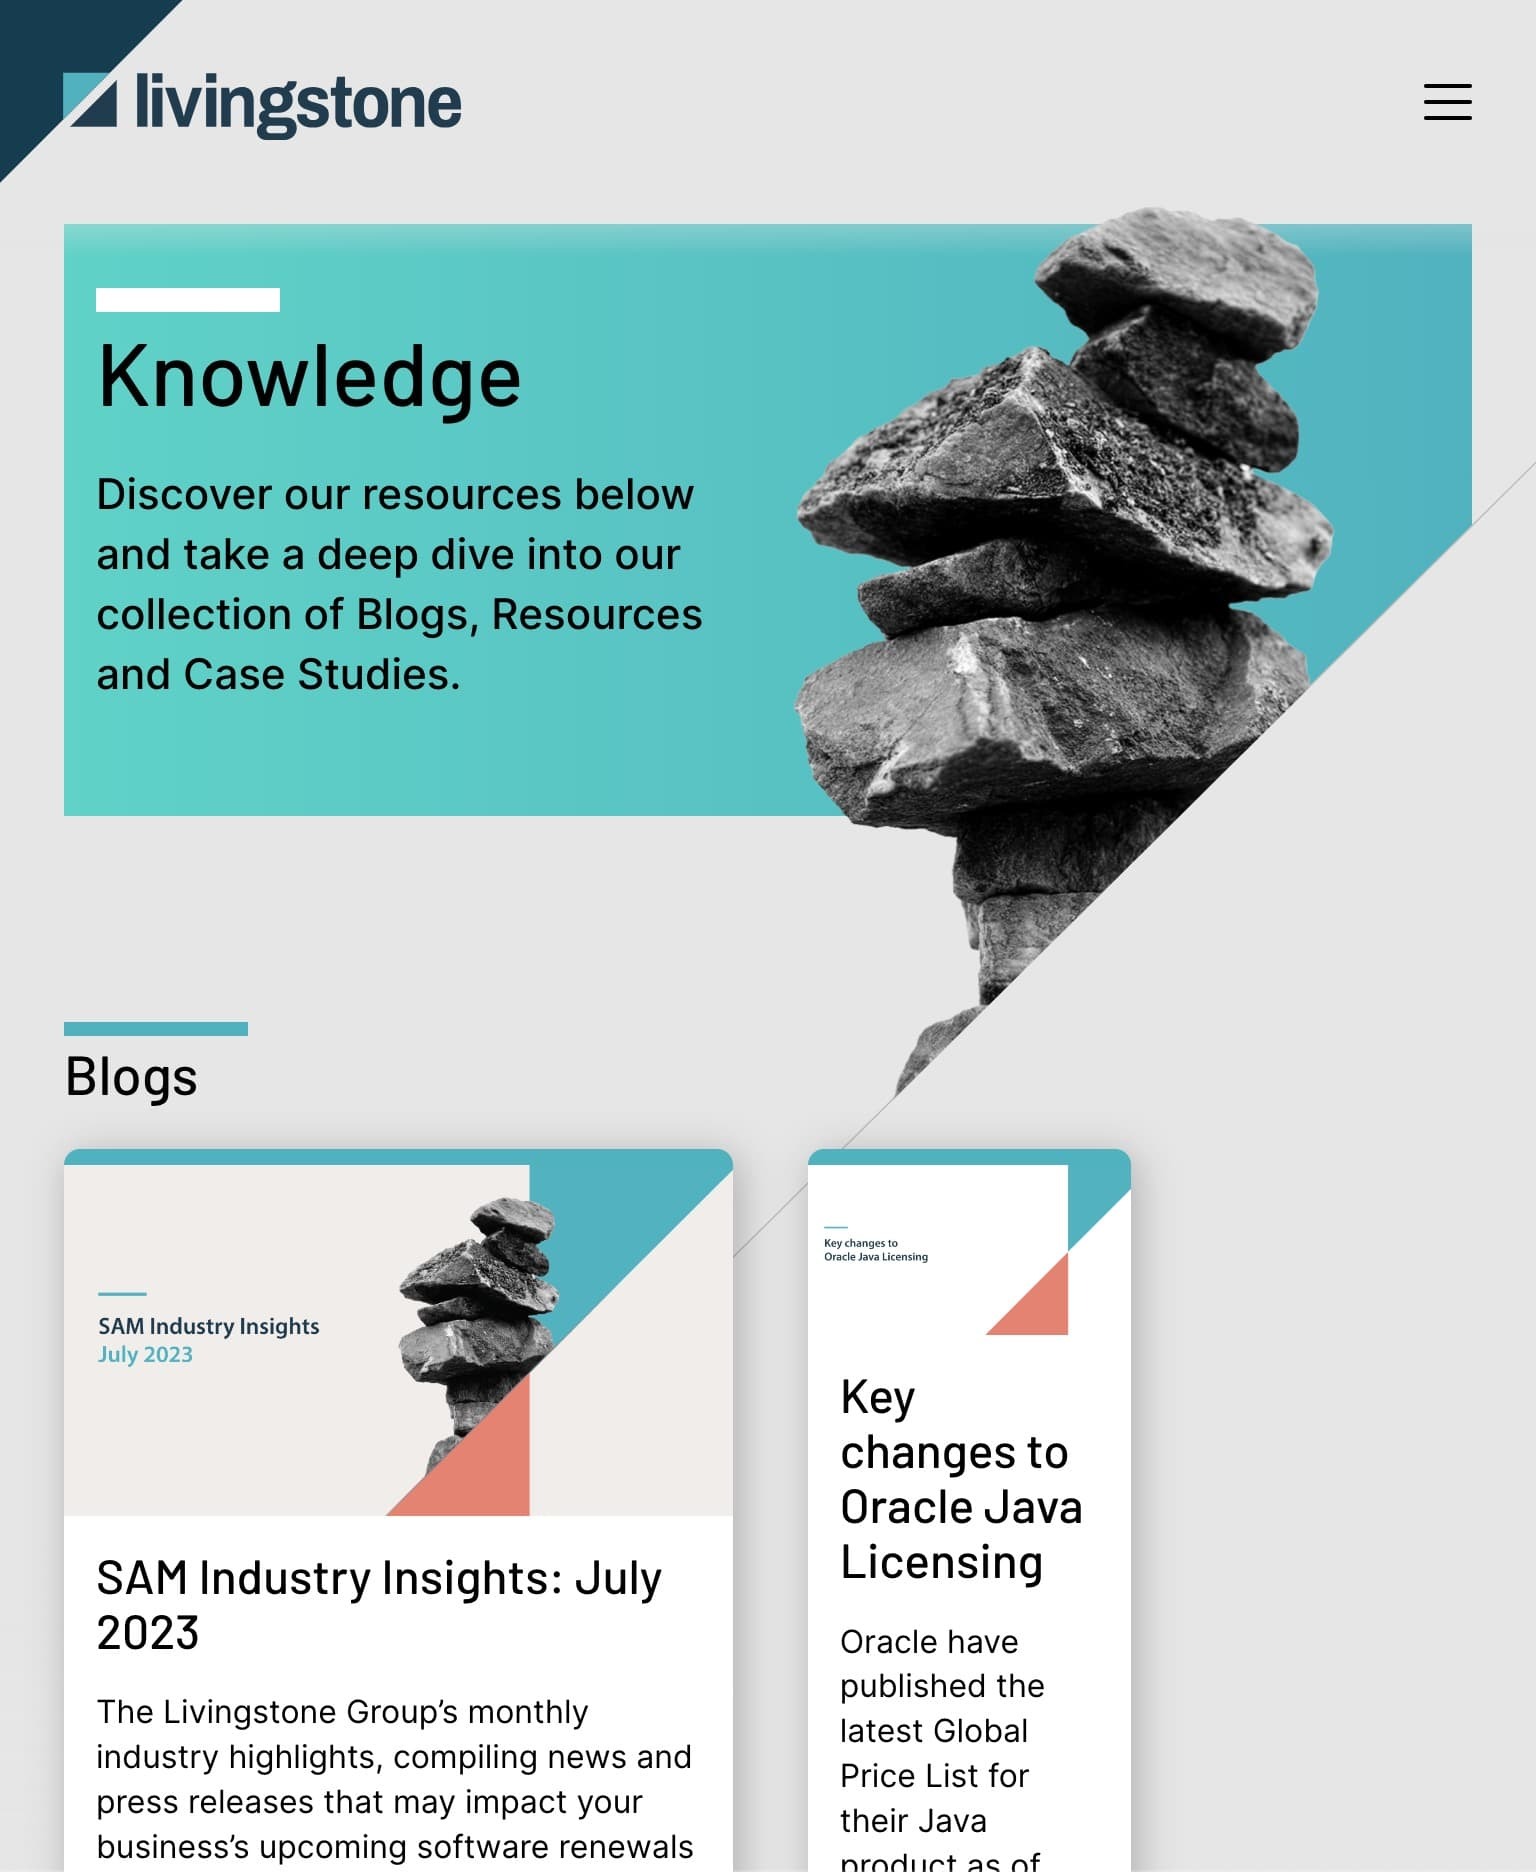 livingstone
Knowledge
Discover our resources below
and take a deep dive into our
collection of Blogs, Resources
and Case Studies.
Blogs
SAM Industry Insights
July 2023
SAM Industry Insights: July
2023
The Livingstone Group’s monthly
industry highlights, compiling news and
press releases that may impact your
business’s upcoming software renewals
Key changes to
Oracle Java Licensing
Key
changes to
Oracle Java
Licensing
Oracle have
published the
latest Global
Price List for
their Java
product as of